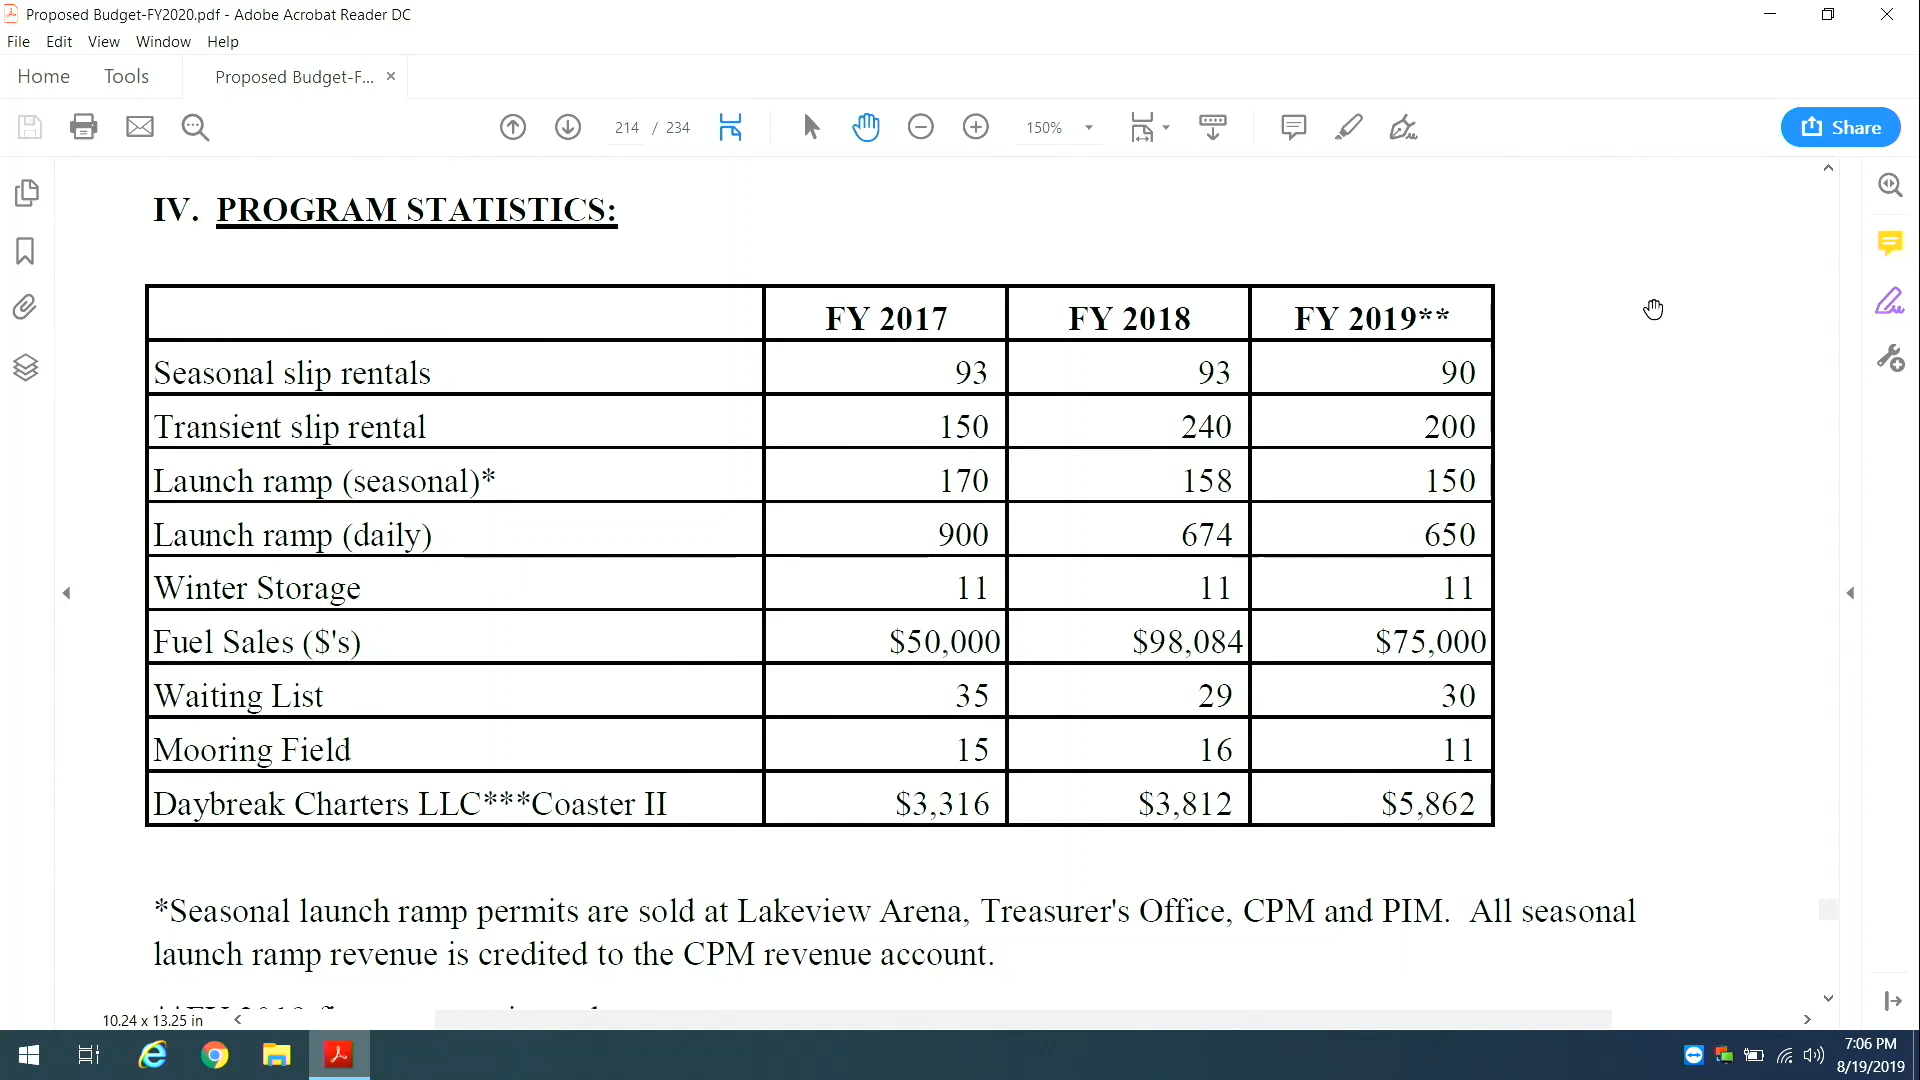 Proposed Budget-FY2020.pdf - Adobe Acrobat Reader DC
File Edit View Window Help
Home Tools Proposed Budget-F... ×
214 / 234 150% Share
IV. PROGRAM STATISTICS:
FY 2017 FY 2018 FY 2019**
Seasonal slip rentals 93 93 90
Transient slip rental 150 240 200
Launch ramp (seasonal)* 170 158 150
Launch ramp (daily) 900 674 650
Winter Storage 11 11 11
Fuel Sales ($'s) $50,000 $98,084 $75,000
Waiting List 35 29 30
Mooring Field 15 16 11
Daybreak Charters LLC***Coaster II $3,316 $3,812 $5,862
*Seasonal launch ramp permits are sold at Lakeview Arena, Treasurer's Office, CPM and PIM. All seasonal
launch ramp revenue is credited to the CPM revenue account.
10.24 x 13.25 in
7:06 PM
8/19/2019